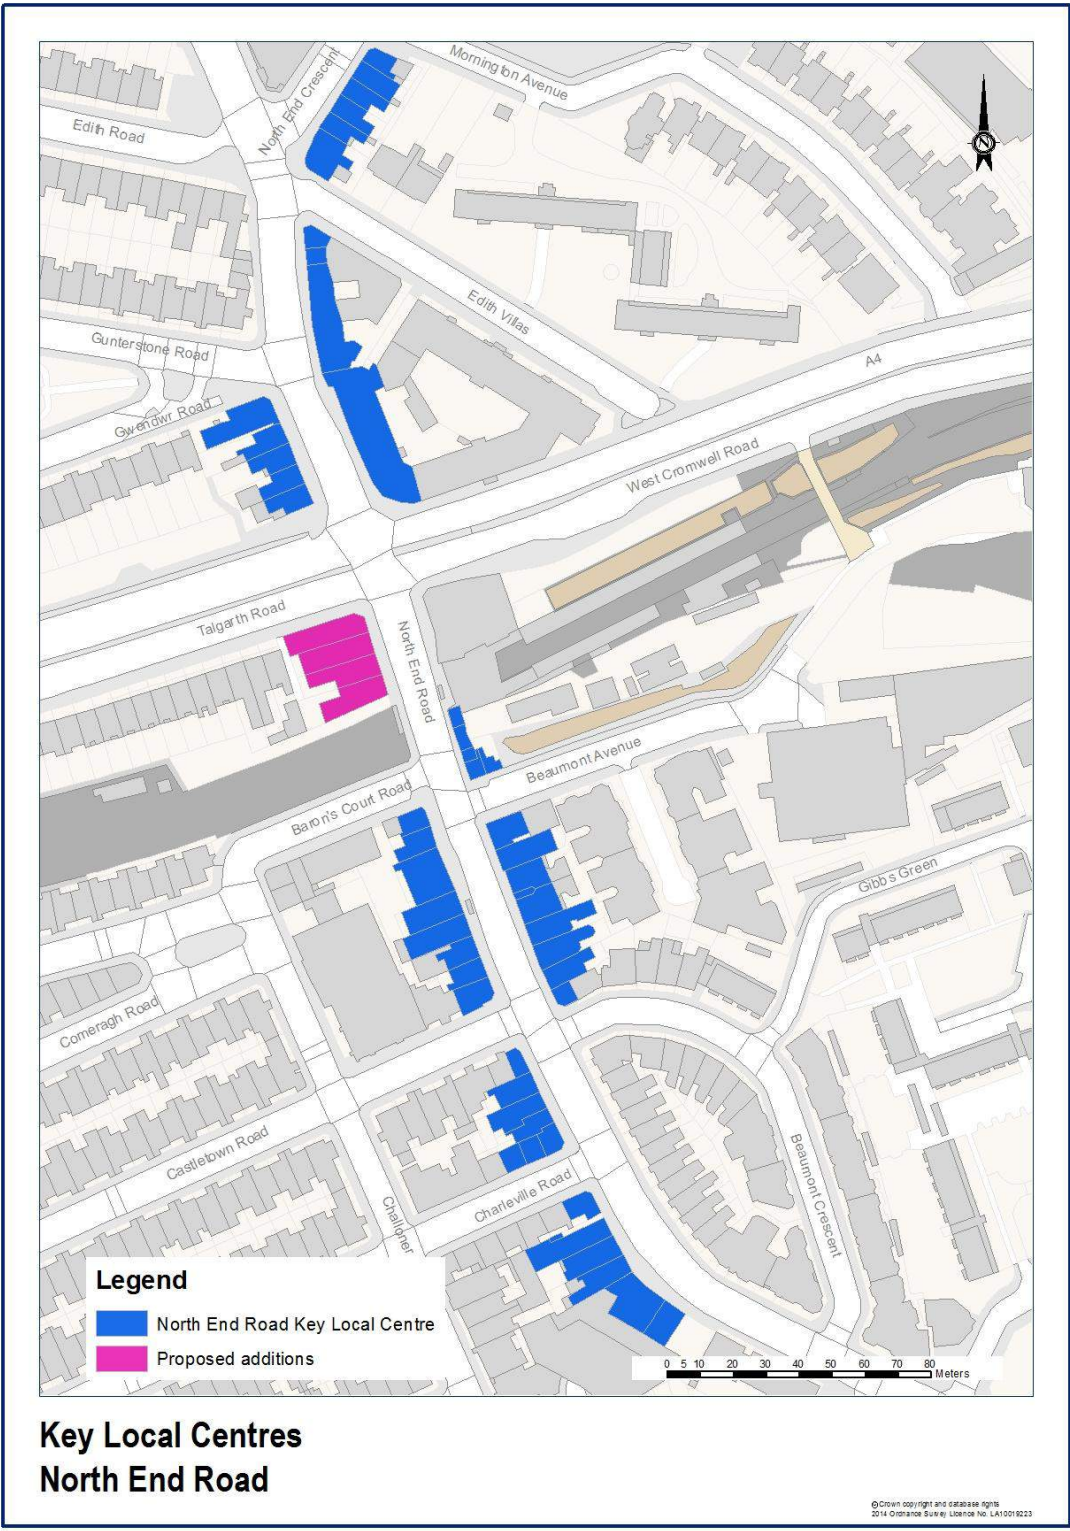 Mornington Avenue
North End Crescent
Edith Road
Edith Villas
Gunterstone Road
A4
Gwendwr Road
West Cromwell Road
Talgarth Road
North End Road
Beaumont Avenue
Baron's Court Road
Gibbs Green
Comeragh Road
Castletown Road
Beaumont Crescent
Charleville Road
Challoner
N
Legend
North End Road Key Local Centre
Proposed additions
0 5 10 20 30 40 50 60 70 80
Meters
Key Local Centres
North End Road
© Crown copyright and database rights
2014 Ordnance Survey Licence No. LA10019223